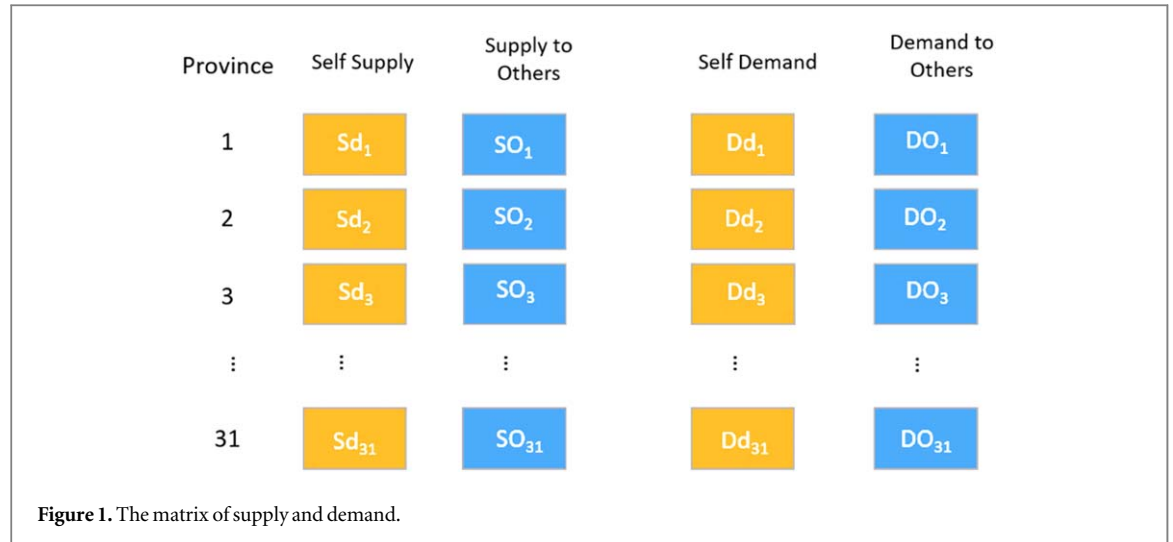 Province Self Supply Supply to Others Self Demand Demand to Others
1 Sd₁ SO₁ Dd₁ DO₁
2 Sd₂ SO₂ Dd₂ DO₂
3 Sd₃ SO₃ Dd₃ DO₃
⋮ ⋮ ⋮ ⋮ ⋮
31 Sd₃₁ SO₃₁ Dd₃₁ DO₃₁
Figure 1. The matrix of supply and demand.